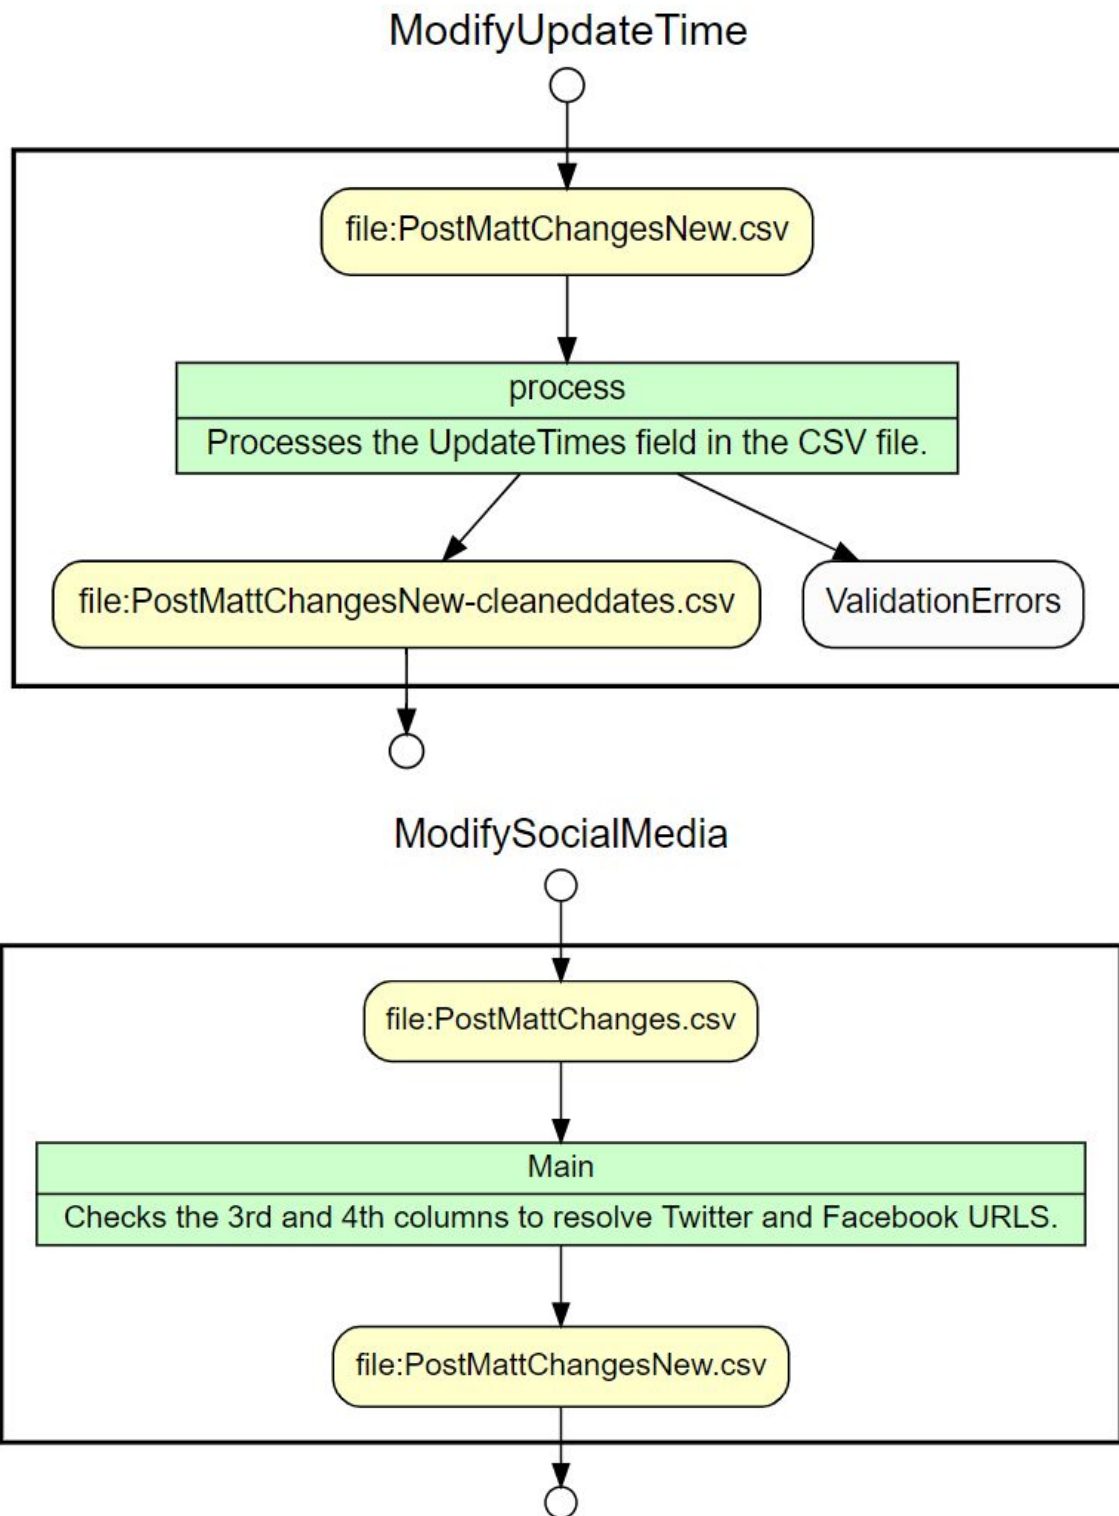 ModifyUpdateTime
file:PostMattChangesNew.csv
process
Processes the UpdateTimes field in the CSV file.
file:PostMattChangesNew-cleaneddates.csv
ValidationErrors
ModifySocialMedia
file:PostMattChanges.csv
Main
Checks the 3rd and 4th columns to resolve Twitter and Facebook URLS.
file:PostMattChangesNew.csv